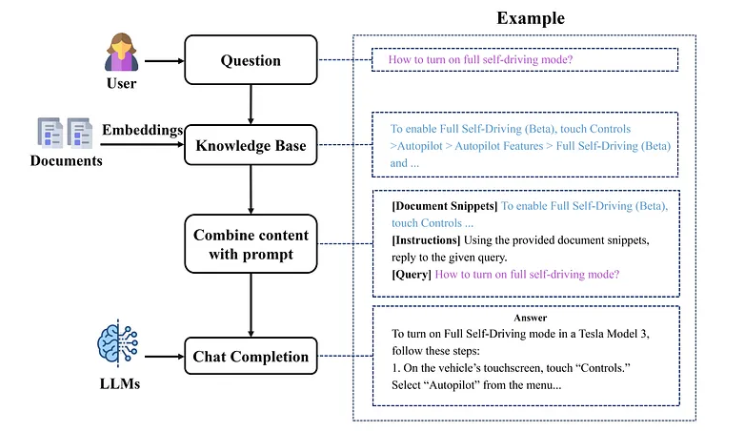 Example
User
Question
How to turn on full self-driving mode?
Documents
Embeddings
Knowledge Base
To enable Full Self-Driving (Beta), touch Controls
>Autopilot > Autopilot Features > Full Self-Driving (Beta)
and ...
Combine content
with prompt
[Document Snippets] To enable Full Self-Driving (Beta),
touch Controls ...
[Instructions] Using the provided document snippets,
reply to the given query.
[Query] How to turn on full self-driving mode?
LLMs
Chat Completion
Answer
To turn on Full Self-Driving mode in a Tesla Model 3,
follow these steps:
1. On the vehicle’s touchscreen, touch “Controls.”
Select “Autopilot” from the menu...